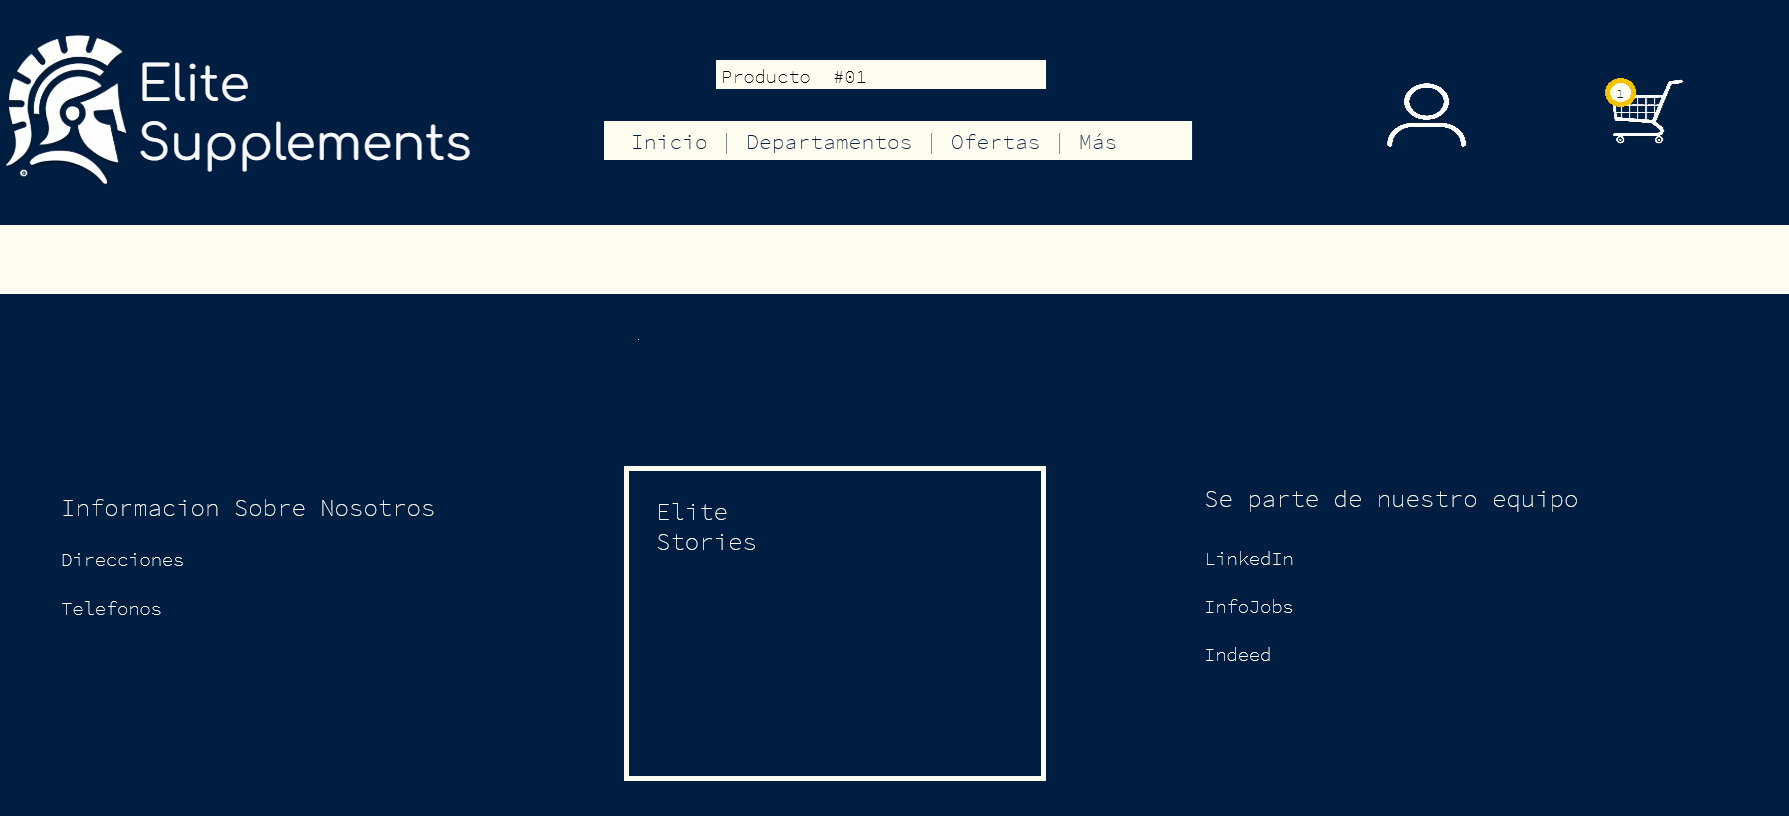 Elite
Supplements
Producto #01
Inicio | Departamentos | Ofertas | Más
1
Informacion Sobre Nosotros
Direcciones
Telefonos
Elite
Stories
Se parte de nuestro equipo
LinkedIn
InfoJobs
Indeed